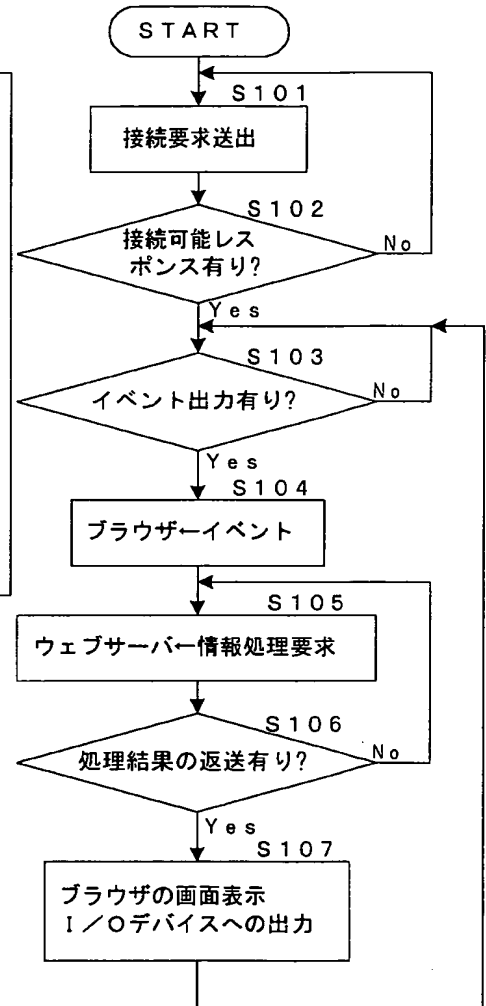 START
S101
接続要求送出
S102
接続可能レス
ポンス有り?
No
Yes
S103
イベント出力有り?
No
Yes
S104
ブラウザ←イベント
S105
ウェブサーバ←情報処理要求
S106
処理結果の返送有り?
No
Yes
S107
ブラウザの画面表示
I/Oデバイスへの出力